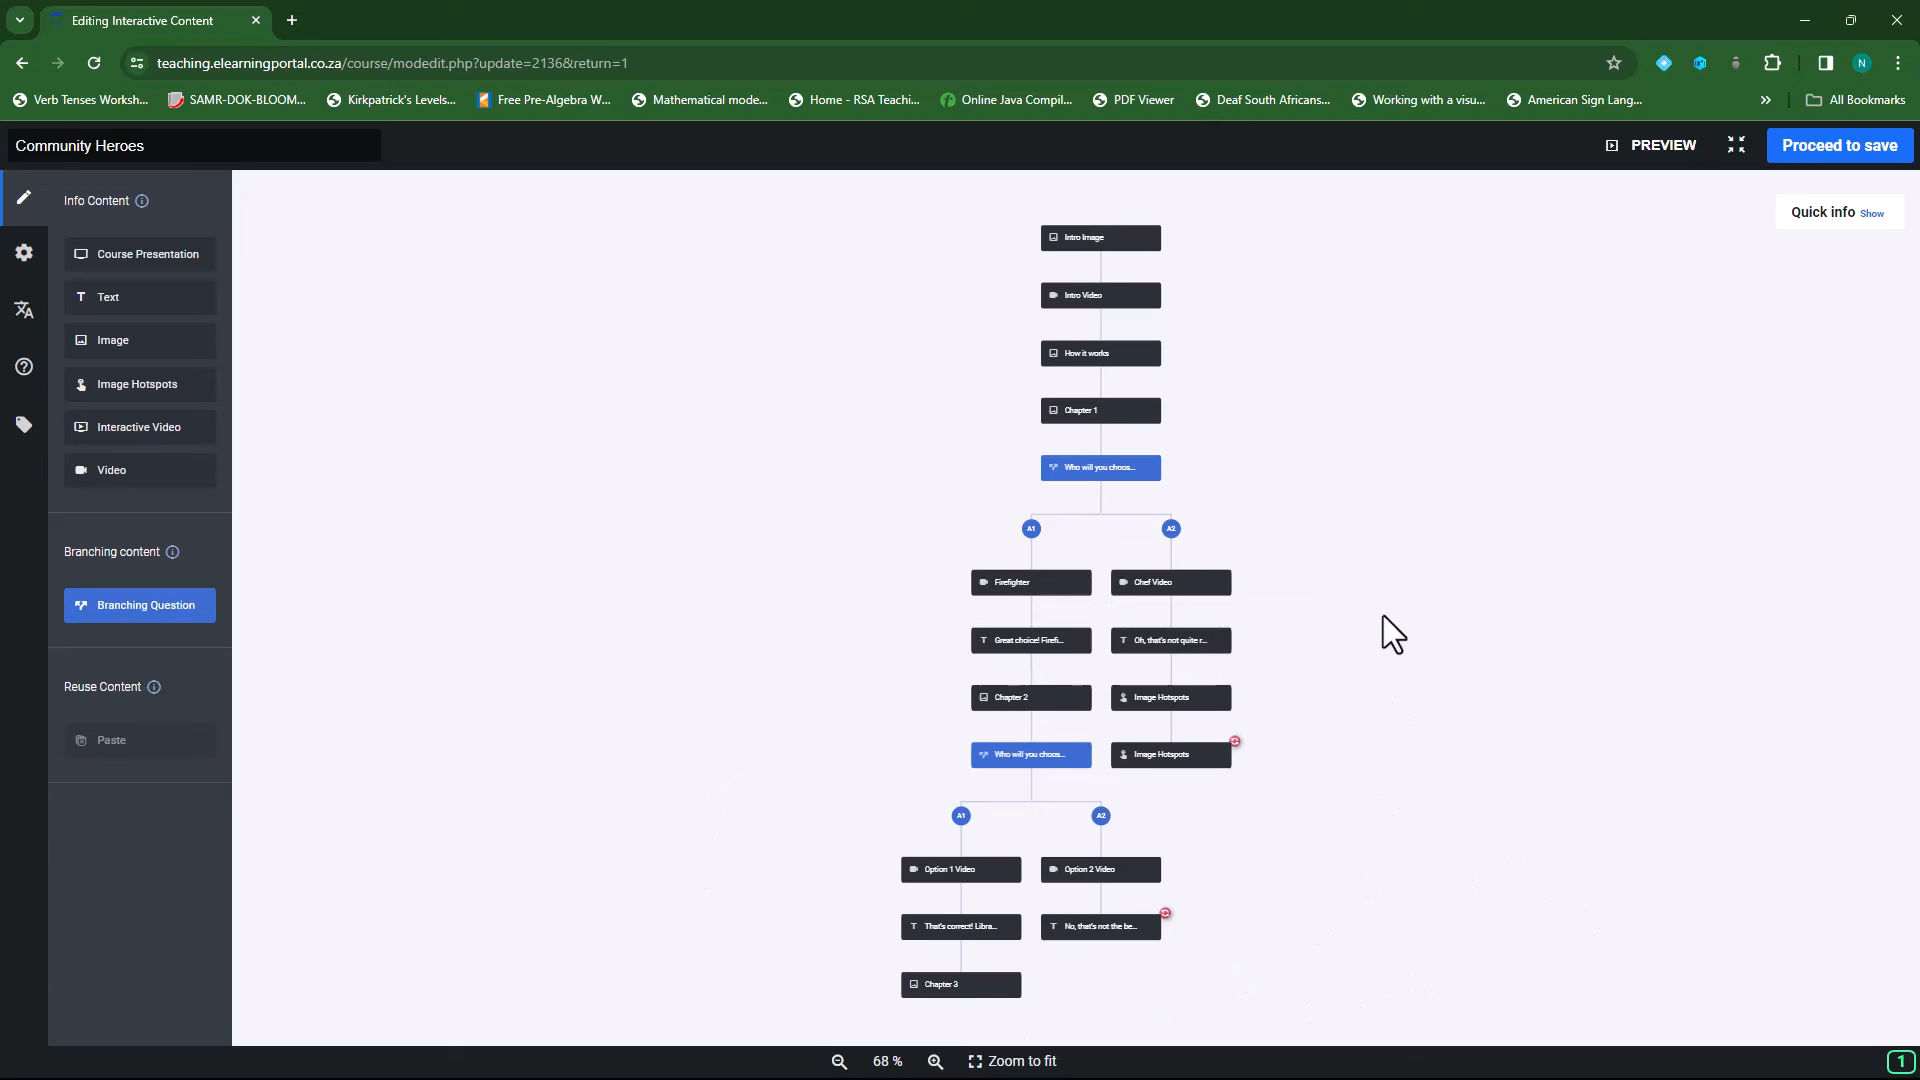 Editing Interactive Content
teaching.elearningportal.co.za/course/modedit.php?update=2136&return=1
N
Verb Tenses Worksh...
SAMR-DOK-BLOOM...
Kirkpatrick's Levels...
Free Pre-Algebra W...
Mathematical mode...
Home - RSA Teachi...
Online Java Compil...
PDF Viewer
Deaf South Africans...
Working with a visu...
American Sign Lang...
All Bookmarks
Community Heroes
PREVIEW
Proceed to save
Info Content
Course Presentation
Text
Image
Image Hotspots
Interactive Video
Video
Branching content
Branching Question
Reuse Content
Paste
Quick info Show
Intro Image
Intro Video
How it works
Chapter 1
Who will you choos...
A1
A2
Firefighter
Chef Video
Great choice! Firefi...
Oh, that's not quite r...
Chapter 2
Image Hotspots
Who will you choos...
Image Hotspots
A1
A2
Option 1 Video
Option 2 Video
That's correct! Libra...
No, that's not the be...
Chapter 3
68 %
Zoom to fit
1